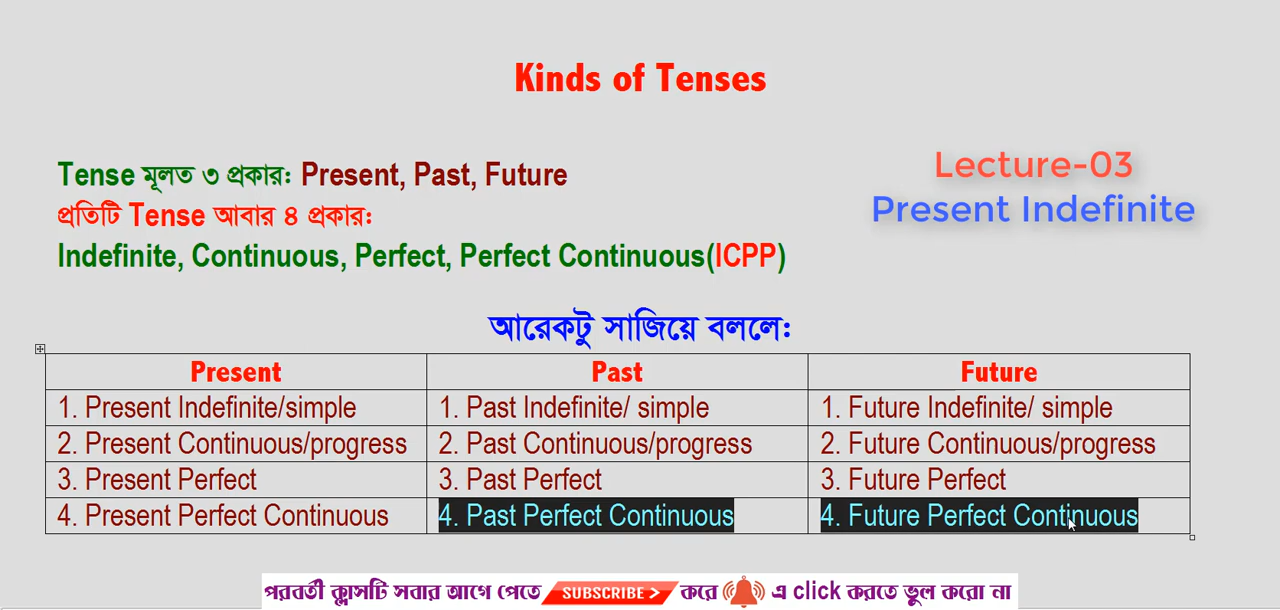 Kinds of Tenses
Tense মূলত ৩ প্রকার: Present, Past, Future
প্রতিটি Tense আবার ৪ প্রকার:
Indefinite, Continuous, Perfect, Perfect Continuous(ICPP)
Lecture-03
Present Indefinite
আরেকটু সাজিয়ে বললে:
Present Past Future
1. Present Indefinite/simple 1. Past Indefinite/ simple 1. Future Indefinite/ simple
2. Present Continuous/progress 2. Past Continuous/progress 2. Future Continuous/progress
3. Present Perfect 3. Past Perfect 3. Future Perfect
4. Present Perfect Continuous 4. Past Perfect Continuous 4. Future Perfect Continuous
পরবর্তী ক্লাসটি সবার আগে পেতে SUBSCRIBE > করে এ click করতে ভুল করো না